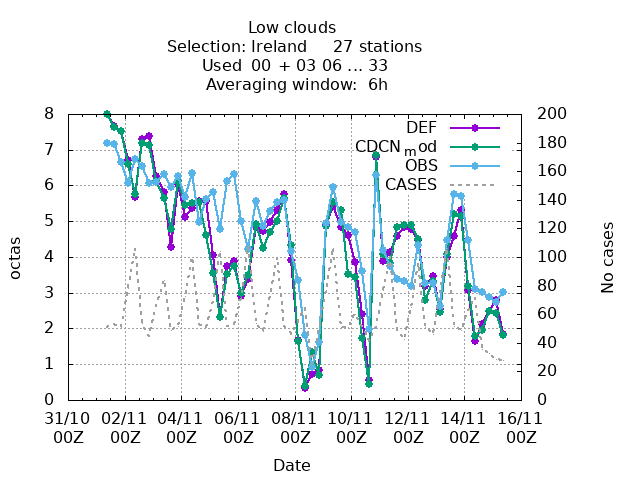 Low clouds
Selection: Ireland 27 stations
Used 00 + 03 06 ... 33
Averaging window: 6h
8 200
DEF
180
CDCN_mod
7
OBS
160
CASES
6
140
5
120
4 100
80
3
60
2
40
1
20
0 0
octas
No cases
31/10 02/11 04/11 06/11 08/11 10/11 12/11 14/11 16/11
00Z 00Z 00Z 00Z 00Z 00Z 00Z 00Z 00Z
Date